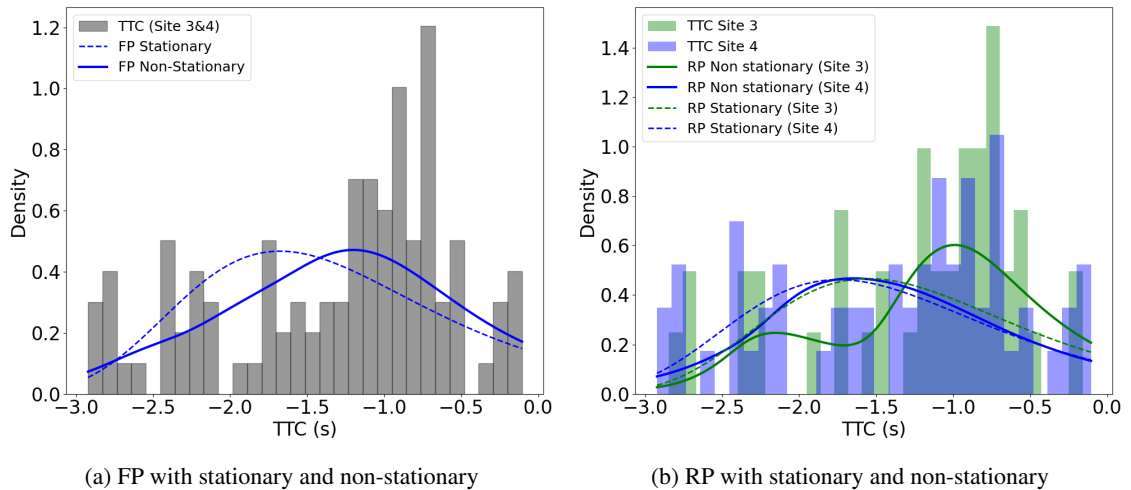 TTC (Site 3&4)
FP Stationary
FP Non-Stationary
Density
1.2
1.0
0.8
0.6
0.4
0.2
0.0
−3.0 −2.5 −2.0 −1.5 −1.0 −0.5 0.0
TTC (s)
(a) FP with stationary and non-stationary
TTC Site 3
TTC Site 4
RP Non stationary (Site 3)
RP Non stationary (Site 4)
RP Stationary (Site 3)
RP Stationary (Site 4)
Density
1.4
1.2
1.0
0.8
0.6
0.4
0.2
0.0
−3.0 −2.5 −2.0 −1.5 −1.0 −0.5 0.0
TTC (s)
(b) RP with stationary and non-stationary